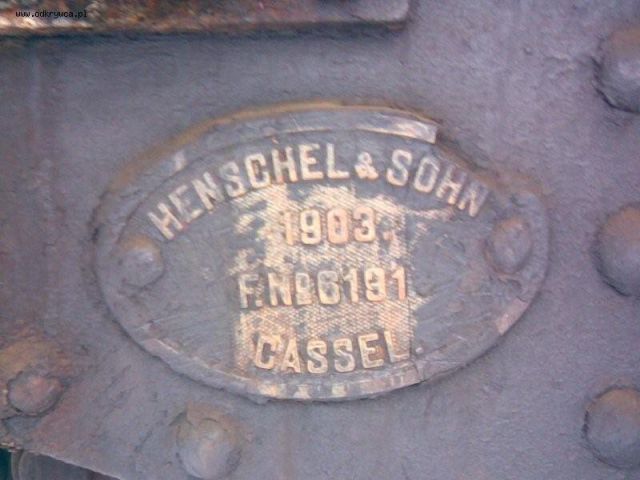 www.odkrywca.pl
HENSCHEL & SOHN
1903.
F.No 6191
CASSEL.